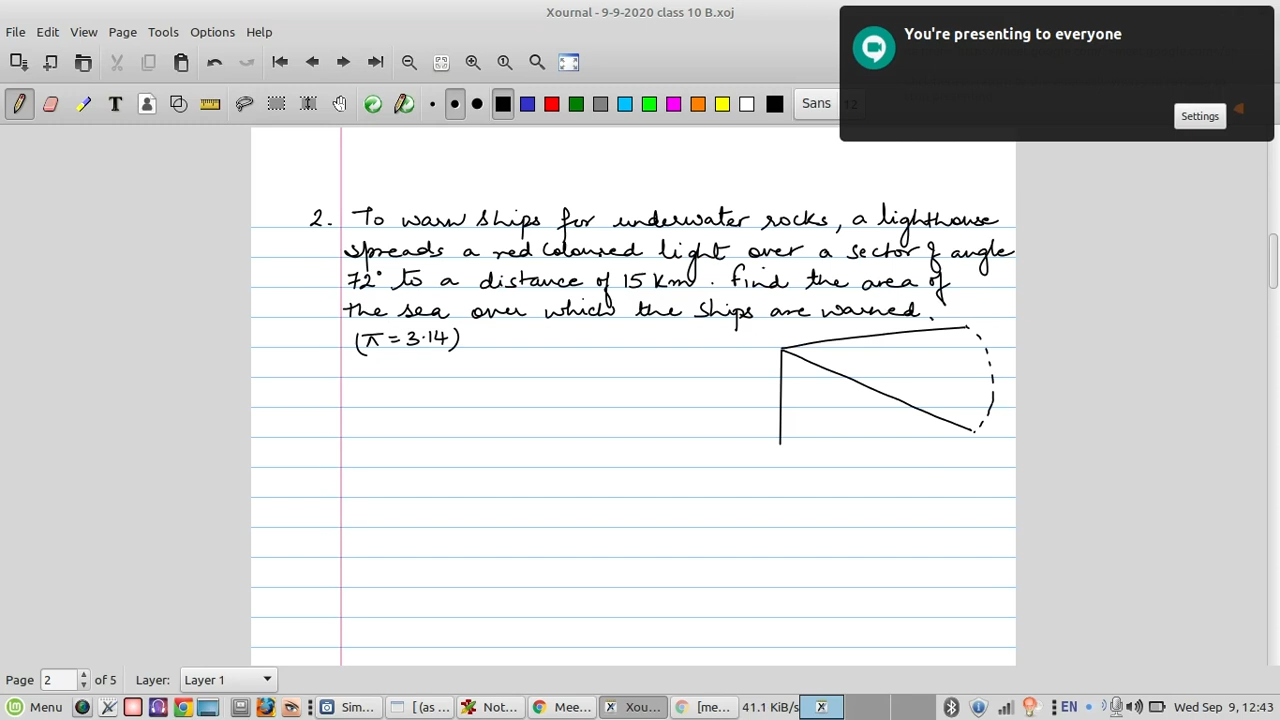 Xournal - 9-9-2020 class 10 B.xoj
You're presenting to everyone
Settings
File Edit View Page Tools Options Help
Sans 12
2. To warn ships for underwater rocks, a lighthouse
spreads a red coloured light over a sector of angle
72° to a distance of 15 Km. Find the area of
the sea over which the ships are warned.
(π = 3.14)
Page 2 of 5 Layer: Layer 1
Menu Sim... [(as ... Not... Mee... Xou... [me... 41.1 KiB/s EN Wed Sep 9, 12:43